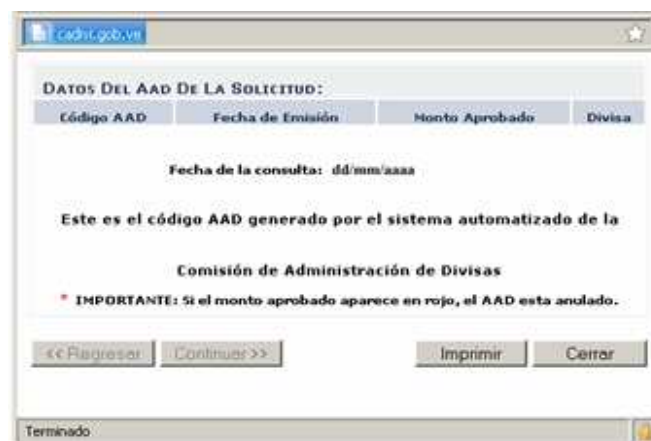 cadivi.gob.ve
DATOS DEL AAD DE LA SOLICITUD:
Código AAD Fecha de Emisión Monto Aprobado Divisa
Fecha de la consulta: dd/mm/aaaa
Este es el código AAD generado por el sistema automatizado de la
Comisión de Administración de Divisas
* IMPORTANTE: Si el monto aprobado aparece en rojo, el AAD esta anulado.
<< Regresar Continuar >> Imprimir Cerrar
Terminado